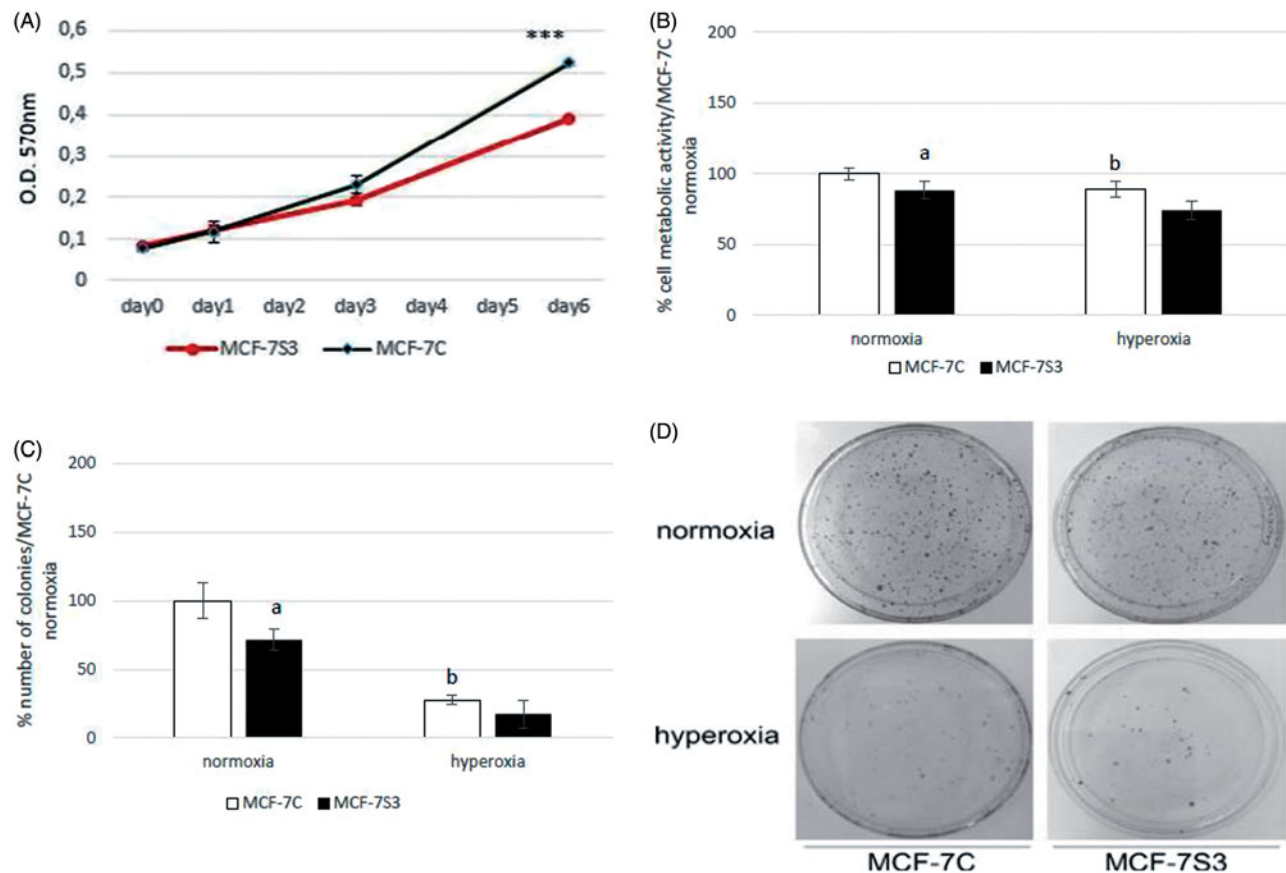 (A)
O.D. 570nm
0,6
0,5
0,4
0,3
0,2
0,1
0
***
day0 day1 day2 day3 day4 day5 day6
MCF-7S3 MCF-7C
(B)
% cell metabolic activity/MCF-7C
normoxia
200
150
100
50
0
a
b
normoxia hyperoxia
MCF-7C MCF-7S3
(C)
% number of colonies/MCF-7C
normoxia
200
150
100
50
0
a
b
normoxia hyperoxia
MCF-7C MCF-7S3
(D)
normoxia
hyperoxia
MCF-7C MCF-7S3